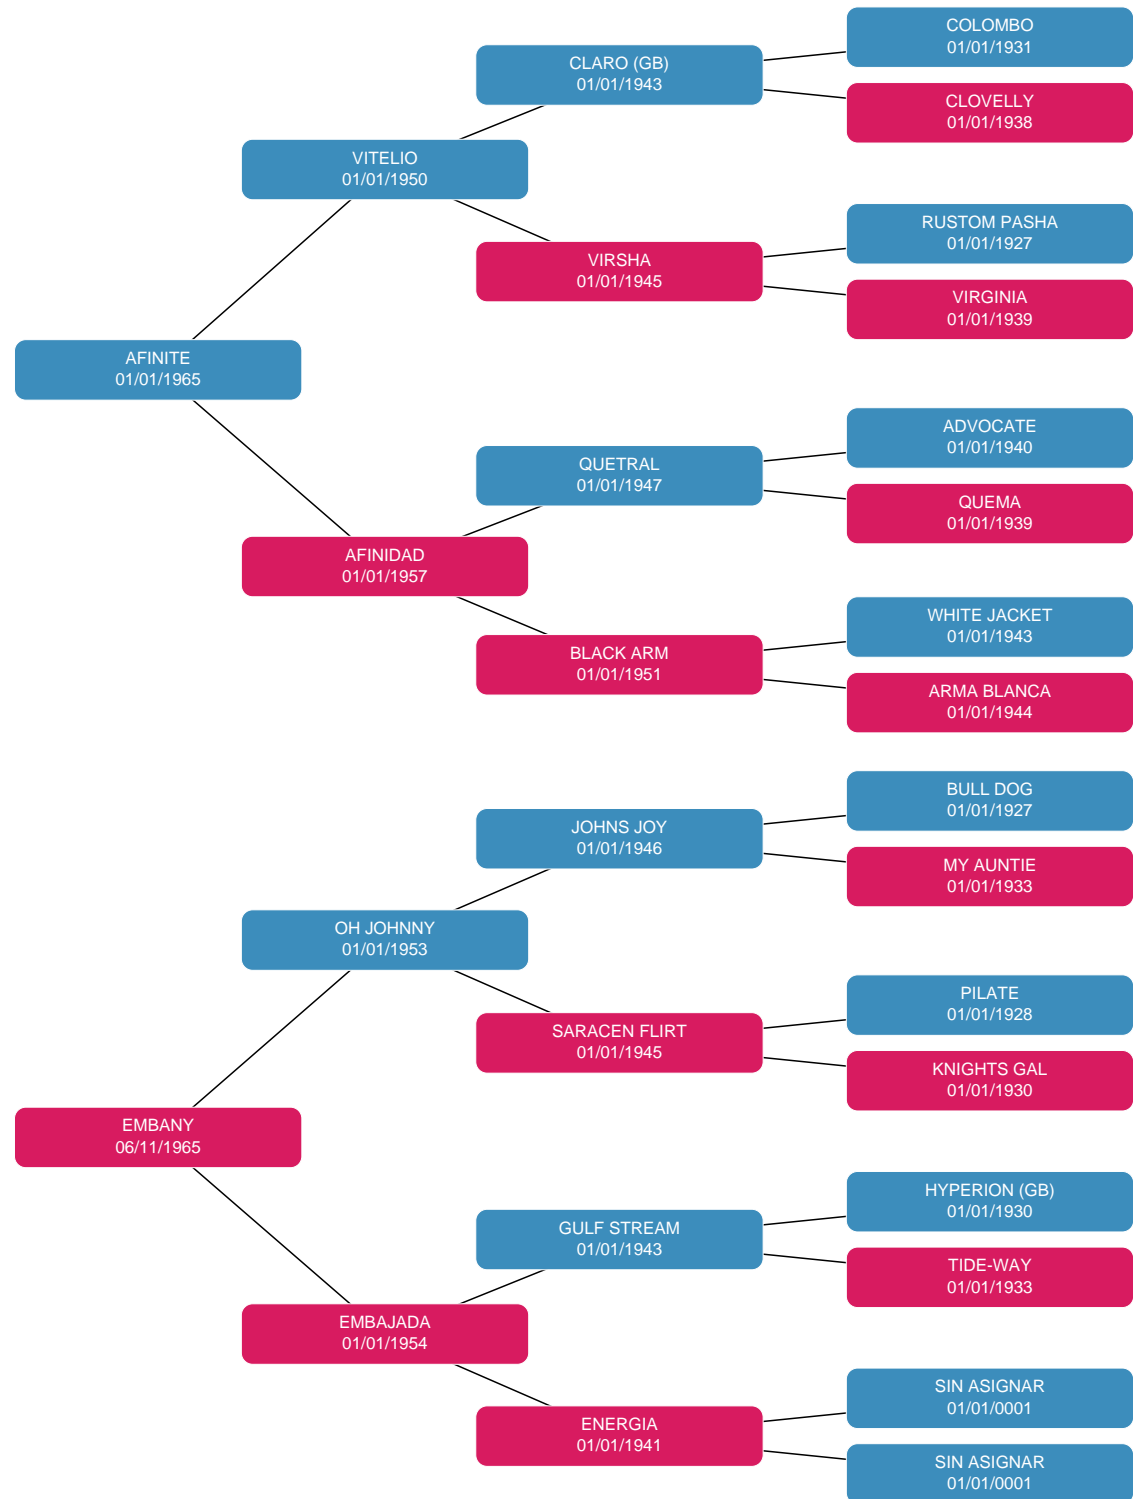 COLOMBO
01/01/1931
CLARO (GB)
01/01/1943
CLOVELLY
01/01/1938
VITELIO
01/01/1950
RUSTOM PASHA
01/01/1927
VIRSHA
01/01/1945
VIRGINIA
01/01/1939
AFINITE
01/01/1965
ADVOCATE
01/01/1940
QUETRAL
01/01/1947
QUEMA
01/01/1939
AFINIDAD
01/01/1957
WHITE JACKET
01/01/1943
BLACK ARM
01/01/1951
ARMA BLANCA
01/01/1944
BULL DOG
01/01/1927
JOHNS JOY
01/01/1946
MY AUNTIE
01/01/1933
OH JOHNNY
01/01/1953
PILATE
01/01/1928
SARACEN FLIRT
01/01/1945
KNIGHTS GAL
01/01/1930
EMBANY
06/11/1965
HYPERION (GB)
01/01/1930
GULF STREAM
01/01/1943
TIDE-WAY
01/01/1933
EMBAJADA
01/01/1954
SIN ASIGNAR
01/01/0001
ENERGIA
01/01/1941
SIN ASIGNAR
01/01/0001